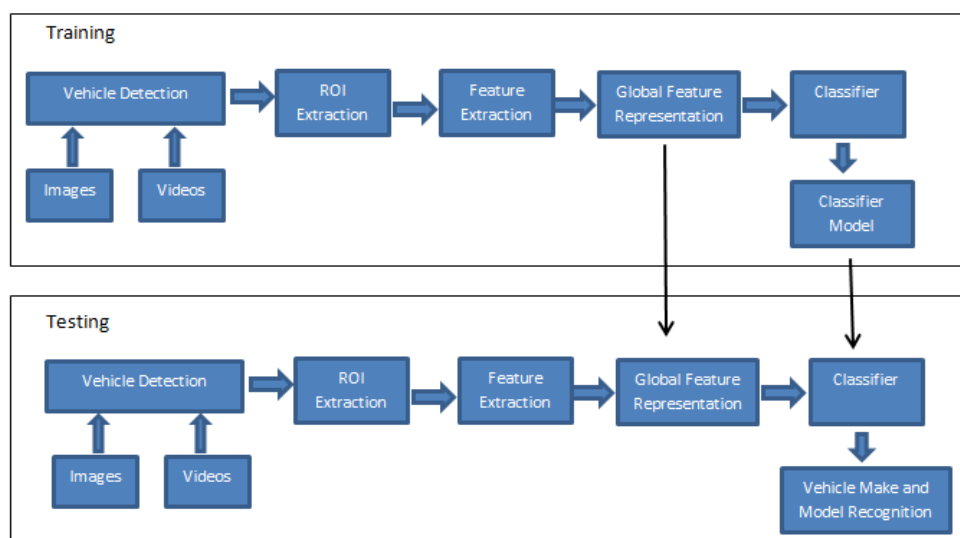 Training
Vehicle Detection
ROI
Extraction
Feature
Extraction
Global Feature
Representation
Classifier
Images
Videos
Classifier
Model
Testing
Vehicle Detection
ROI
Extraction
Feature
Extraction
Global Feature
Representation
Classifier
Images
Videos
Vehicle Make and
Model Recognition